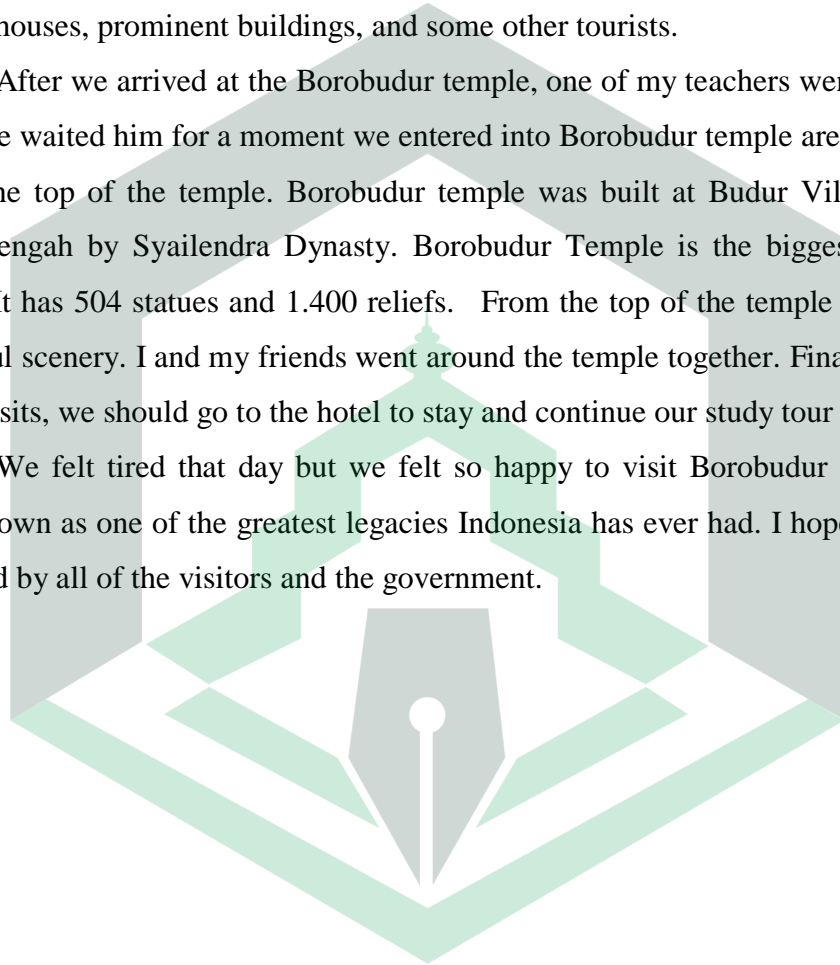 houses, prominent buildings, and some other tourists.
After we arrived at the Borobudur temple, one of my teachers wer
e waited him for a moment we entered into Borobudur temple are
he top of the temple. Borobudur temple was built at Budur Vil
engah by Syailendra Dynasty. Borobudur Temple is the bigges
t has 504 statues and 1.400 reliefs. From the top of the temple
ul scenery. I and my friends went around the temple together. Fina
sits, we should go to the hotel to stay and continue our study tour
We felt tired that day but we felt so happy to visit Borobudur
own as one of the greatest legacies Indonesia has ever had. I hope
d by all of the visitors and the government.